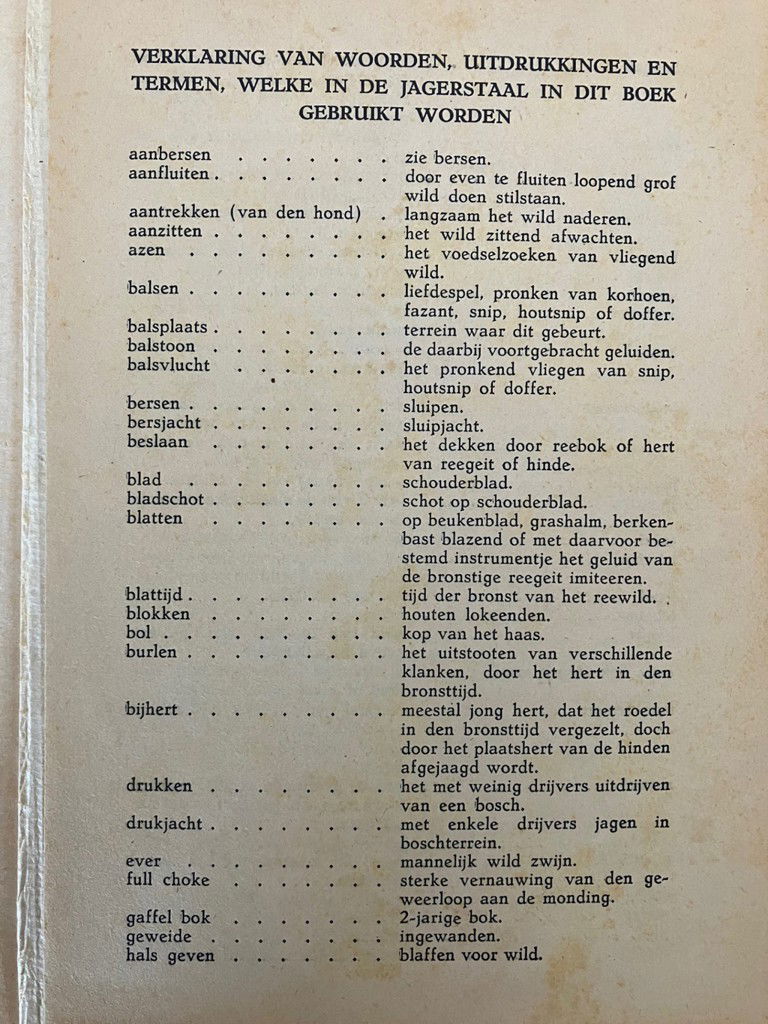 VERKLARING VAN WOORDEN, UITDRUKKINGEN EN
TERMEN, WELKE IN DE JAGERSTAAL IN DIT BOEK
GEBRUIKT WORDEN
aanbersen . . . . . . . zie bersen.
aanfluiten . . . . . . . . door even te fluiten loopend grof
wild doen stilstaan.
aantrekken (van den hond) . langzaam het wild naderen.
aanzitten . . . . . . . . het wild zittend afwachten.
azen . . . . . . . . . het voedselzoeken van vliegend
wild.
balsen . . . . . . . . . liefdespel, pronken van korhoen,
fazant, snip, houtsnip of doffer.
balsplaats . . . . . . . . terrein waar dit gebeurt.
balstoon . . . . . . . . de daarbij voortgebracht geluiden.
balsvlucht . . . . . . . het pronkend vliegen van snip,
houtsnip of doffer.
bersen . . . . . . . . . sluipen.
bersjacht . . . . . . . . sluipjacht.
beslaan . . . . . . . . het dekken door reebok of hert
van reegeit of hinde.
blad . . . . . . . . . schouderblad.
bladschot . . . . . . . . schot op schouderblad.
blatten . . . . . . . . op beukenblad, grashalm, berken-
bast blazend of met daarvoor be-
stemd instrumentje het geluid van
de bronstige reegeit imiteeren.
blattijd . . . . . . . . . tijd der bronst van het reewild.
blokken . . . . . . . . houten lokeenden.
bol . . . . . . . . . . kop van het haas.
burlen . . . . . . . . . het uitstooten van verschillende
klanken, door het hert in den
bronsttijd.
bijhert . . . . . . . . . meestal jong hert, dat het roedel
in den bronsttijd vergezelt, doch
door het plaatshert van de hinden
afgejaagd wordt.
drukken . . . . . . . . het met weinig drijvers uitdrijven
van een bosch.
drukjacht . . . . . . . . met enkele drijvers jagen in
boschterrein.
ever . . . . . . . . . mannelijk wild zwijn.
full choke . . . . . . . sterke vernauwing van den ge-
weerloop aan de monding.
gaffel bok . . . . . . . 2-jarige bok.
geweide . . . . . . . . ingewanden.
hals geven . . . . . . . blaffen voor wild.